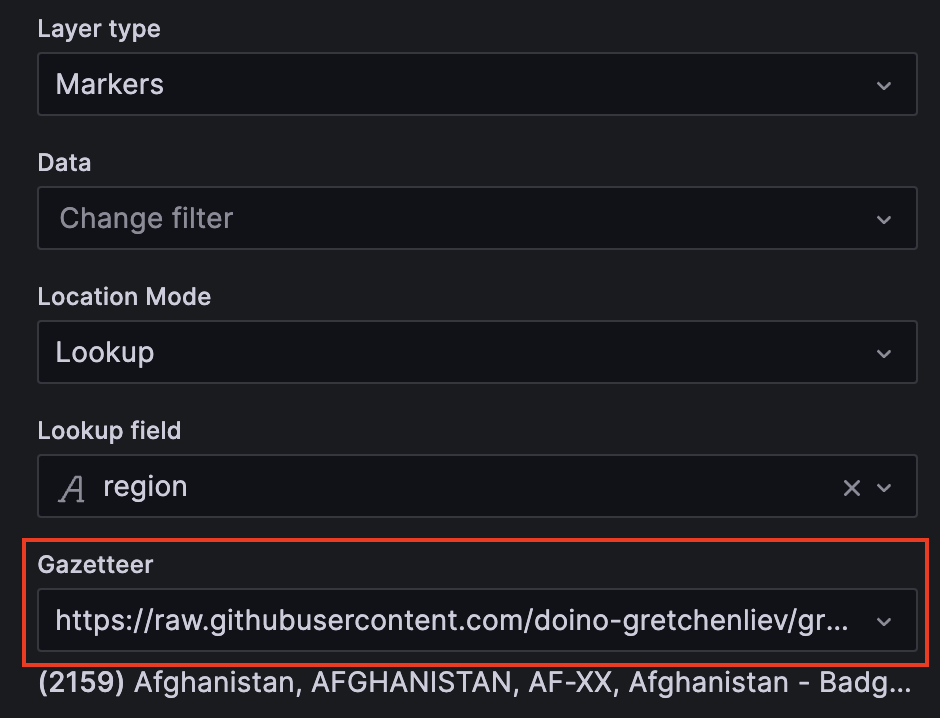 Layer type
Markers
Data
Change filter
Location Mode
Lookup
Lookup field
A region
Gazetteer
https://raw.githubusercontent.com/doino-gretchenliev/gr...
(2159) Afghanistan, AFGHANISTAN, AF-XX, Afghanistan - Badg...